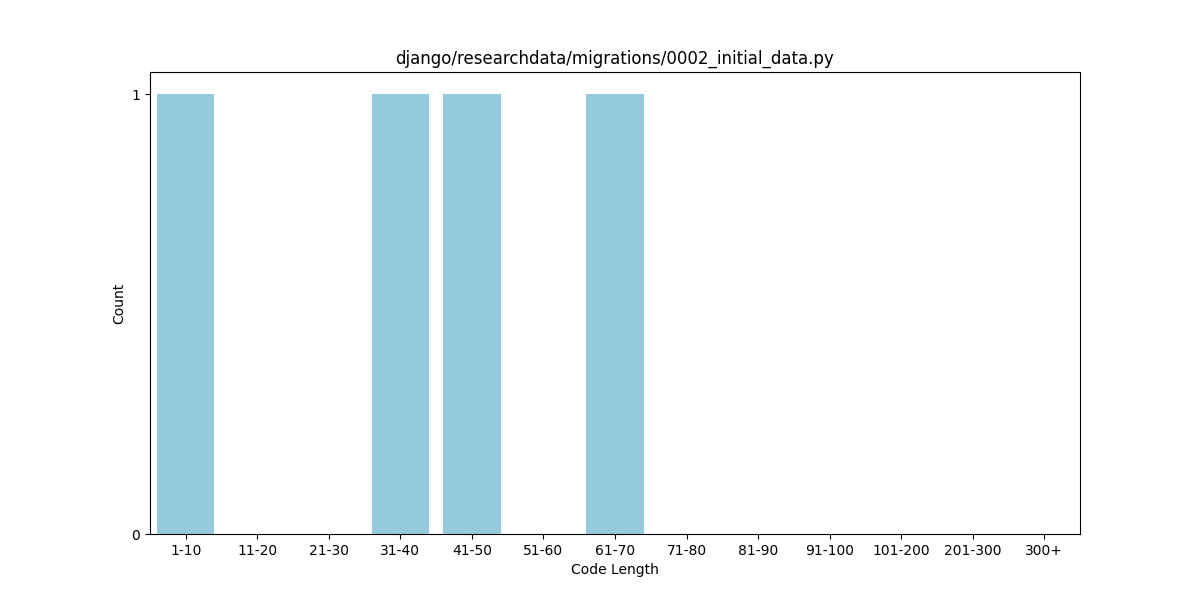 django/researchdata/migrations/0002_initial_data.py
1
Count
0
1-10 11-20 21-30 31-40 41-50 51-60 61-70 71-80 81-90 91-100 101-200 201-300 300+
Code Length